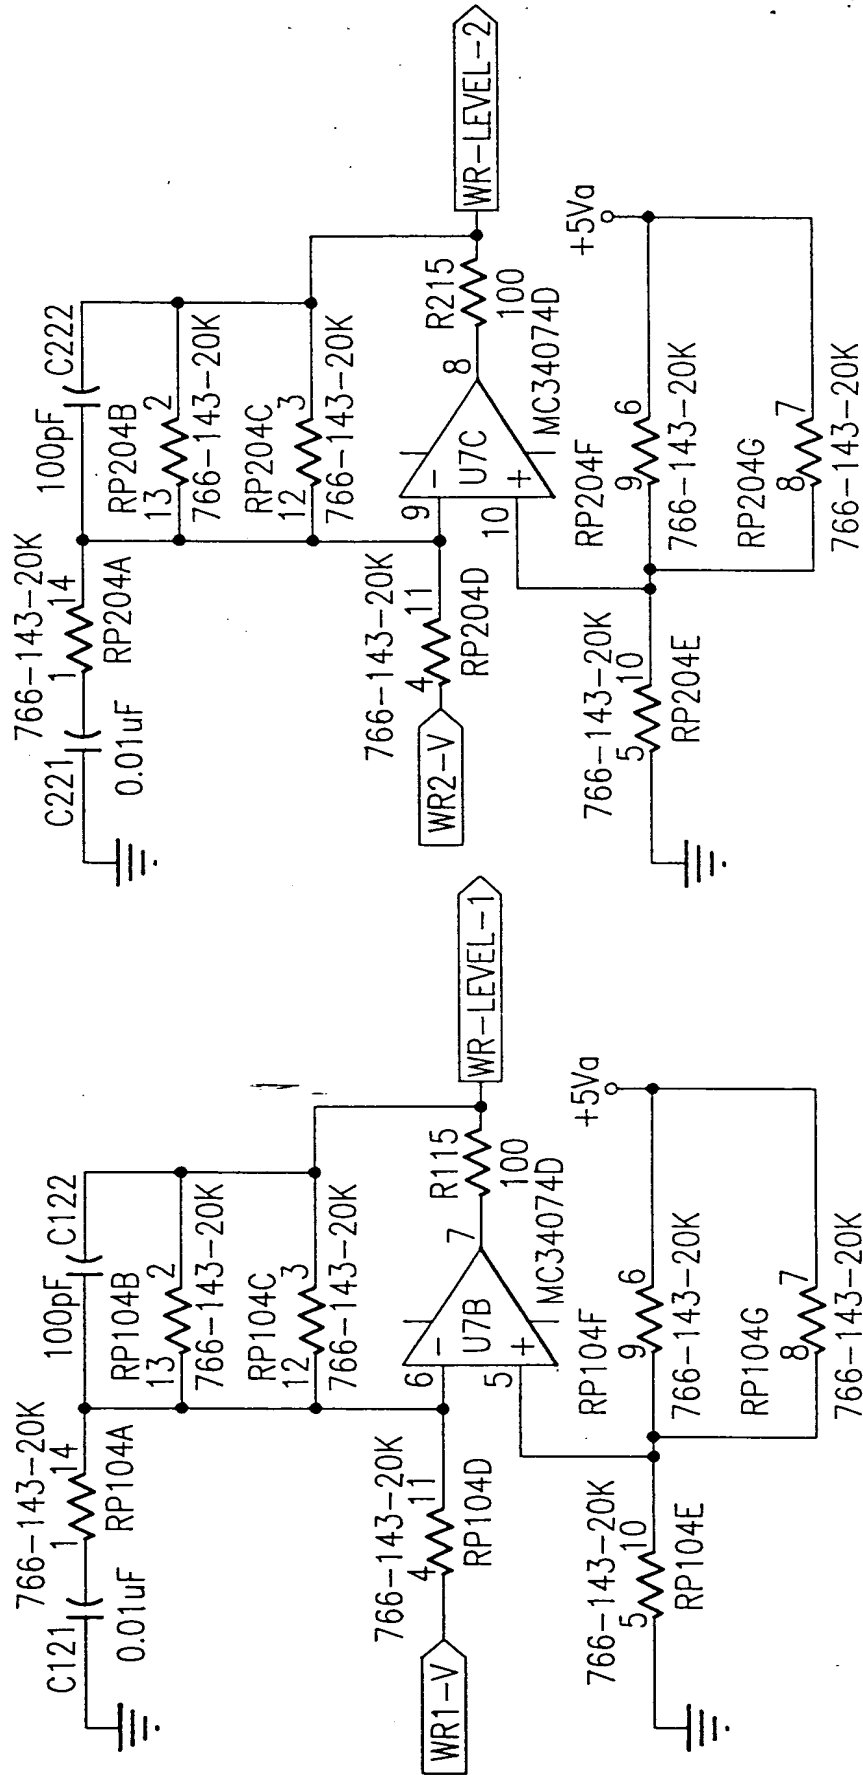 766-143-20K
C121
1
14
0.01uF
RP104A
100pF
C122
RP104B
13
2
766-143-20K
RP104C
12
3
766-143-20K
766-143-20K
WR1-V
4
11
RP104D
6
5
-
+
U7B
7
R115
100
MC34074D
WR-LEVEL-1
766-143-20K
5
10
RP104E
RP104F
9
6
766-143-20K
RP104G
8
7
766-143-20K
+5Va
766-143-20K
C221
1
14
0.01uF
RP204A
100pF
C222
RP204B
13
2
766-143-20K
RP204C
12
3
766-143-20K
766-143-20K
WR2-V
4
11
RP204D
9
10
-
+
U7C
8
R215
100
MC34074D
WR-LEVEL-2
766-143-20K
5
10
RP204E
RP204F
9
6
766-143-20K
RP204G
8
7
766-143-20K
+5Va